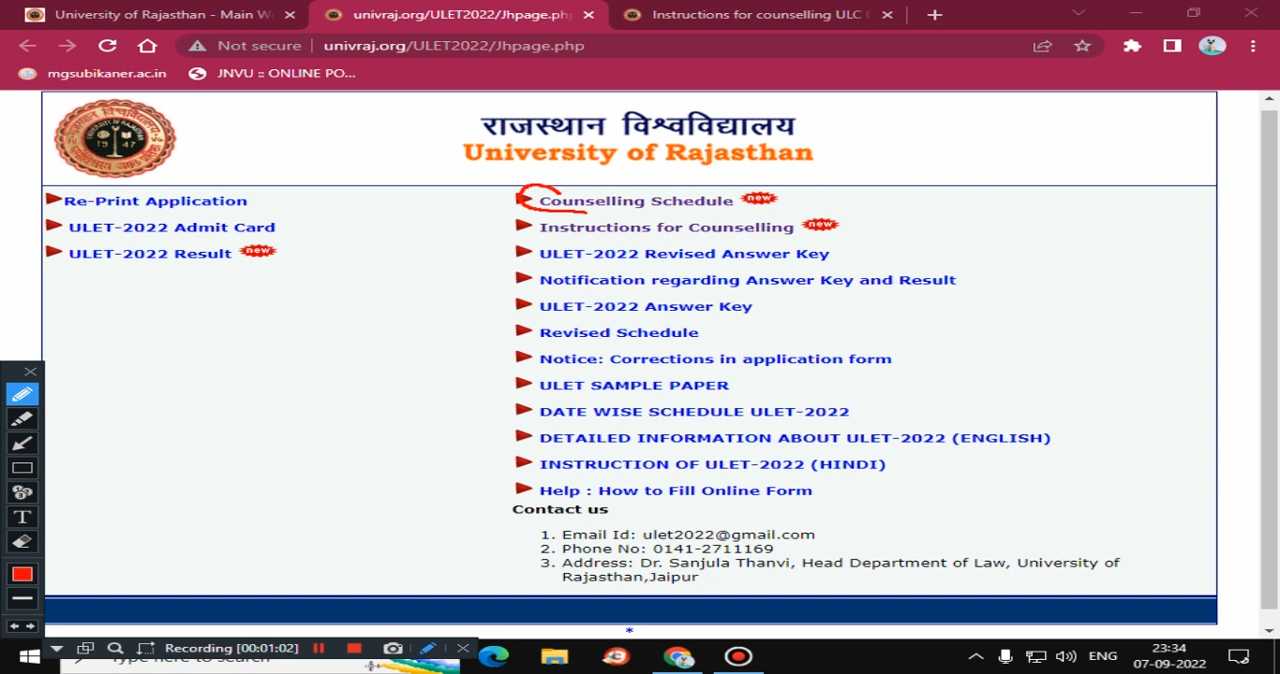 University of Rajasthan - Main W
univraj.org/ULET2022/Jhpage.ph
Instructions for counselling ULC
Not secure
univraj.org/ULET2022/Jhpage.php
mgsubikaner.ac.in
JNVU :: ONLINE PO...
राजस्थान विश्वविद्यालय
University of Rajasthan
1947
Re-Print Application
ULET-2022 Admit Card
ULET-2022 Result new
Counselling Schedule new
Instructions for Counselling new
ULET-2022 Revised Answer Key
Notification regarding Answer Key and Result
ULET-2022 Answer Key
Revised Schedule
Notice: Corrections in application form
ULET SAMPLE PAPER
DATE WISE SCHEDULE ULET-2022
DETAILED INFORMATION ABOUT ULET-2022 (ENGLISH)
INSTRUCTION OF ULET-2022 (HINDI)
Help : How to Fill Online Form
Contact us
1. Email Id: ulet2022@gmail.com
2. Phone No: 0141-2711169
3. Address: Dr. Sanjula Thanvi, Head Department of Law, University of
Rajasthan,Jaipur
*
T
Recording [00:01:02]
Type here to search
ENG
23:34
07-09-2022